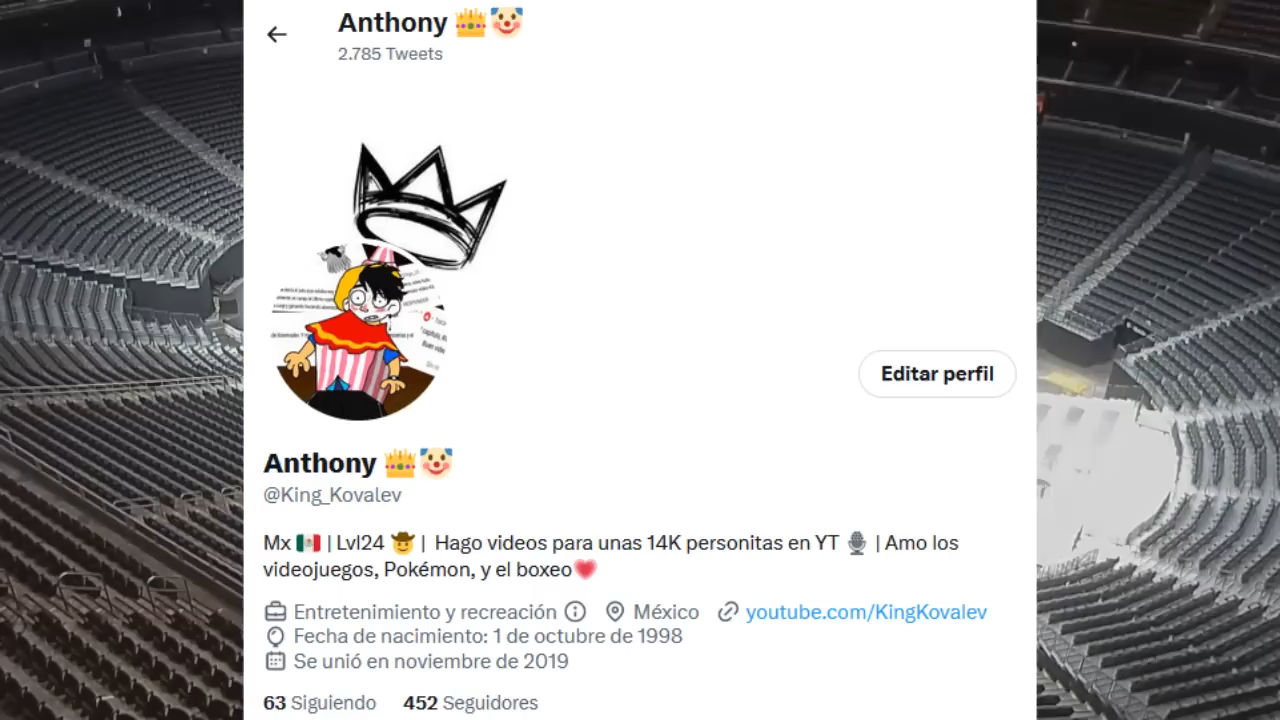 Anthony 👑🤡
2.785 Tweets
Editar perfil
Anthony 👑🤡
@King_Kovalev
Mx 🇲🇽 | Lvl24 🤠 | Hago videos para unas 14K personitas en YT 🎙️ | Amo los
videojuegos, Pokémon, y el boxeo💗
Entretenimiento y recreación México youtube.com/KingKovalev
Fecha de nacimiento: 1 de octubre de 1998
Se unió en noviembre de 2019
63 Siguiendo 452 Seguidores